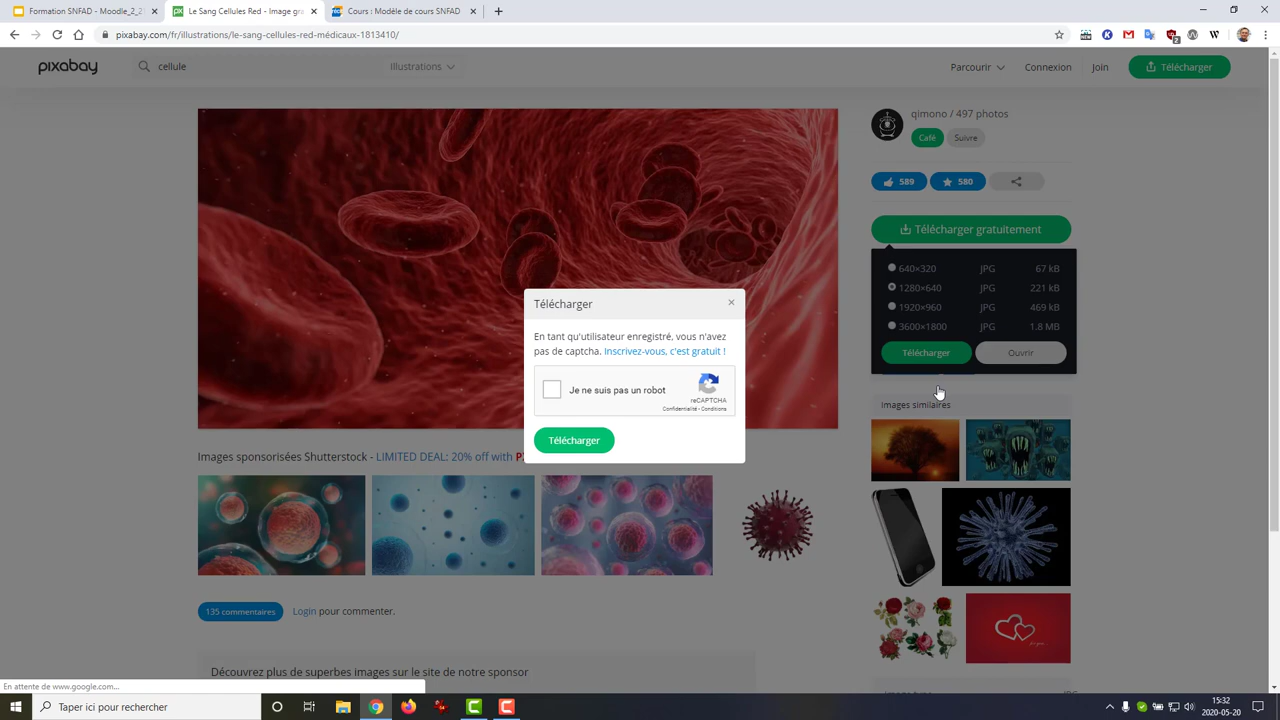 Formation SNFAD - Moodle_2_2
Le Sang Cellules Red - Image gra
Cours : Modèle de cours SNFAD
pixabay.com/fr/illustrations/le-sang-cellules-red-médicaux-1813410/
pixabay
cellule
Illustrations
Parcourir
Connexion
Join
Télécharger
qimono / 497 photos
Café
Suivre
589
580
Télécharger gratuitement
640×320 JPG 67 kB
1280×640 JPG 221 kB
1920×960 JPG 469 kB
3600×1800 JPG 1.8 MB
Télécharger
Ouvrir
Télécharger
En tant qu'utilisateur enregistré, vous n'avez
pas de captcha. Inscrivez-vous, c'est gratuit !
Je ne suis pas un robot
reCAPTCHA
Confidentialité - Conditions
Télécharger
Images similaires
Images sponsorisées Shutterstock - LIMITED DEAL: 20% off with
135 commentaires
Login pour commenter.
Découvrez plus de superbes images sur le site de notre sponsor
En attente de www.google.com...
Taper ici pour rechercher
15:32
2020-05-20